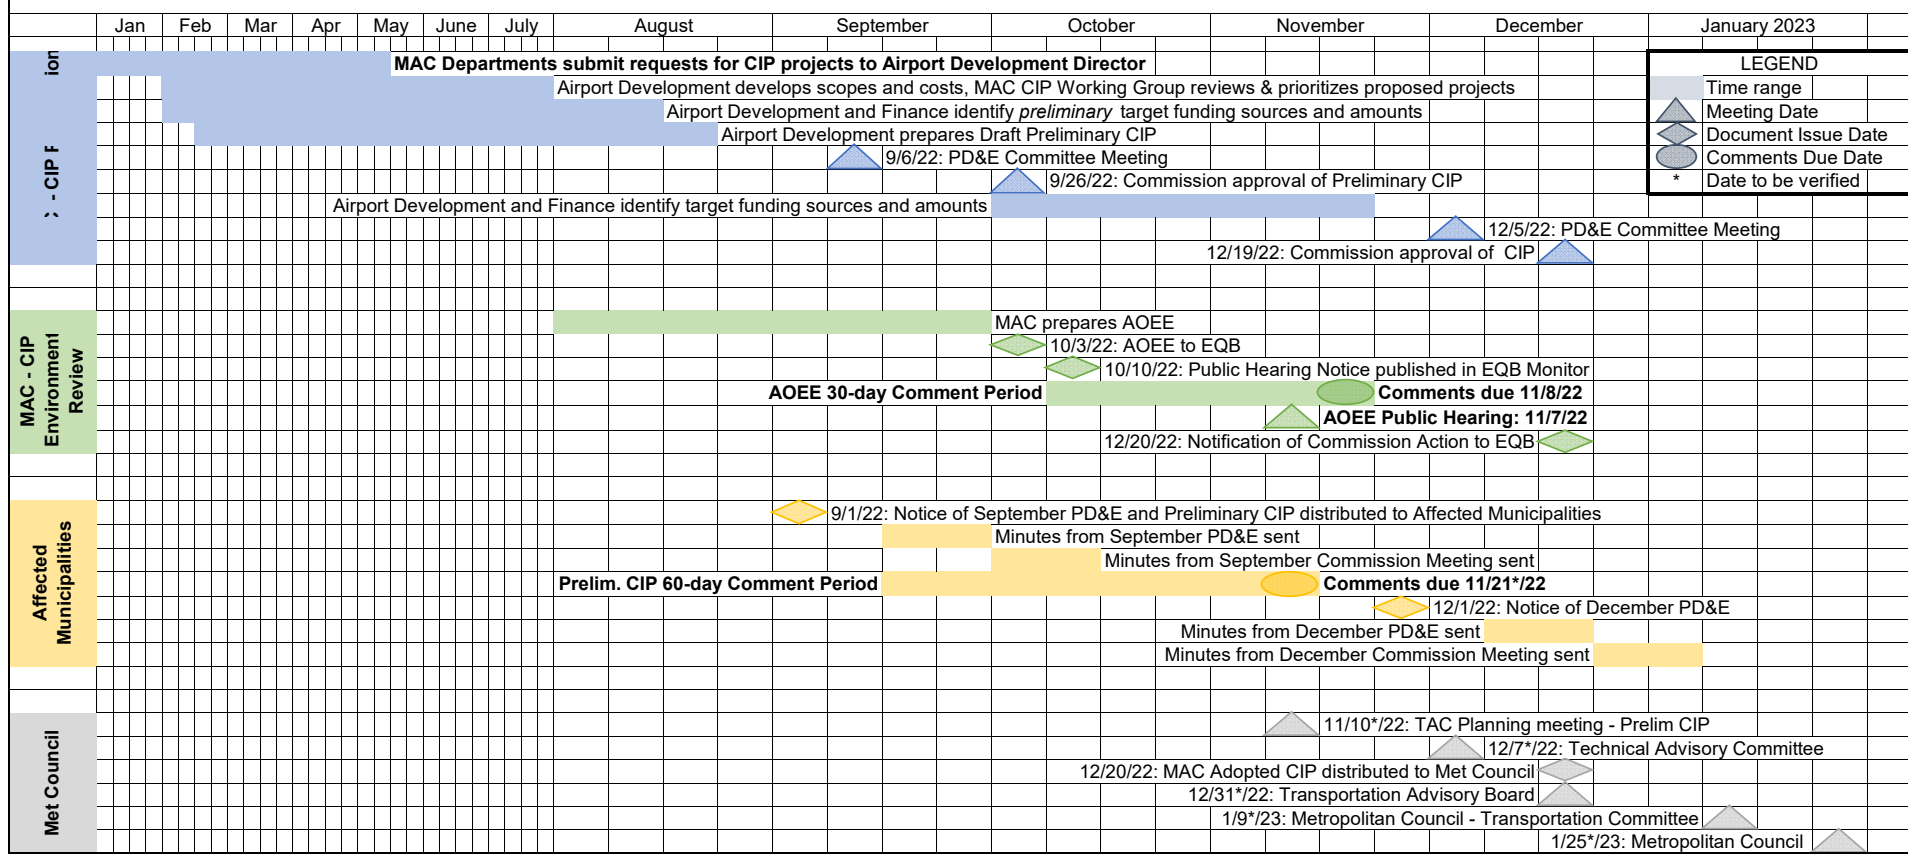 Jan Feb Mar Apr May June July August September October November December January 2023
MAC Departments submit requests for CIP projects to Airport Development Director
Airport Development develops scopes and costs, MAC CIP Working Group reviews & prioritizes proposed projects
Airport Development and Finance identify preliminary target funding sources and amounts
Airport Development prepares Draft Preliminary CIP
9/6/22: PD&E Committee Meeting
9/26/22: Commission approval of Preliminary CIP
Airport Development and Finance identify target funding sources and amounts
12/5/22: PD&E Committee Meeting
12/19/22: Commission approval of CIP
- CIP
LEGEND
Time range
Meeting Date
Document Issue Date
Comments Due Date
* Date to be verified
MAC - CIP
Environment
Review
MAC prepares AOEE
10/3/22: AOEE to EQB
10/10/22: Public Hearing Notice published in EQB Monitor
AOEE 30-day Comment Period Comments due 11/8/22
AOEE Public Hearing: 11/7/22
12/20/22: Notification of Commission Action to EQB
Affected
Municipalities
9/1/22: Notice of September PD&E and Preliminary CIP distributed to Affected Municipalities
Minutes from September PD&E sent
Minutes from September Commission Meeting sent
Prelim. CIP 60-day Comment Period Comments due 11/21*/22
12/1/22: Notice of December PD&E
Minutes from December PD&E sent
Minutes from December Commission Meeting sent
Met Council
11/10*/22: TAC Planning meeting - Prelim CIP
12/7*/22: Technical Advisory Committee
12/20/22: MAC Adopted CIP distributed to Met Council
12/31*/22: Transportation Advisory Board
1/9*/23: Metropolitan Council - Transportation Committee
1/25*/23: Metropolitan Council